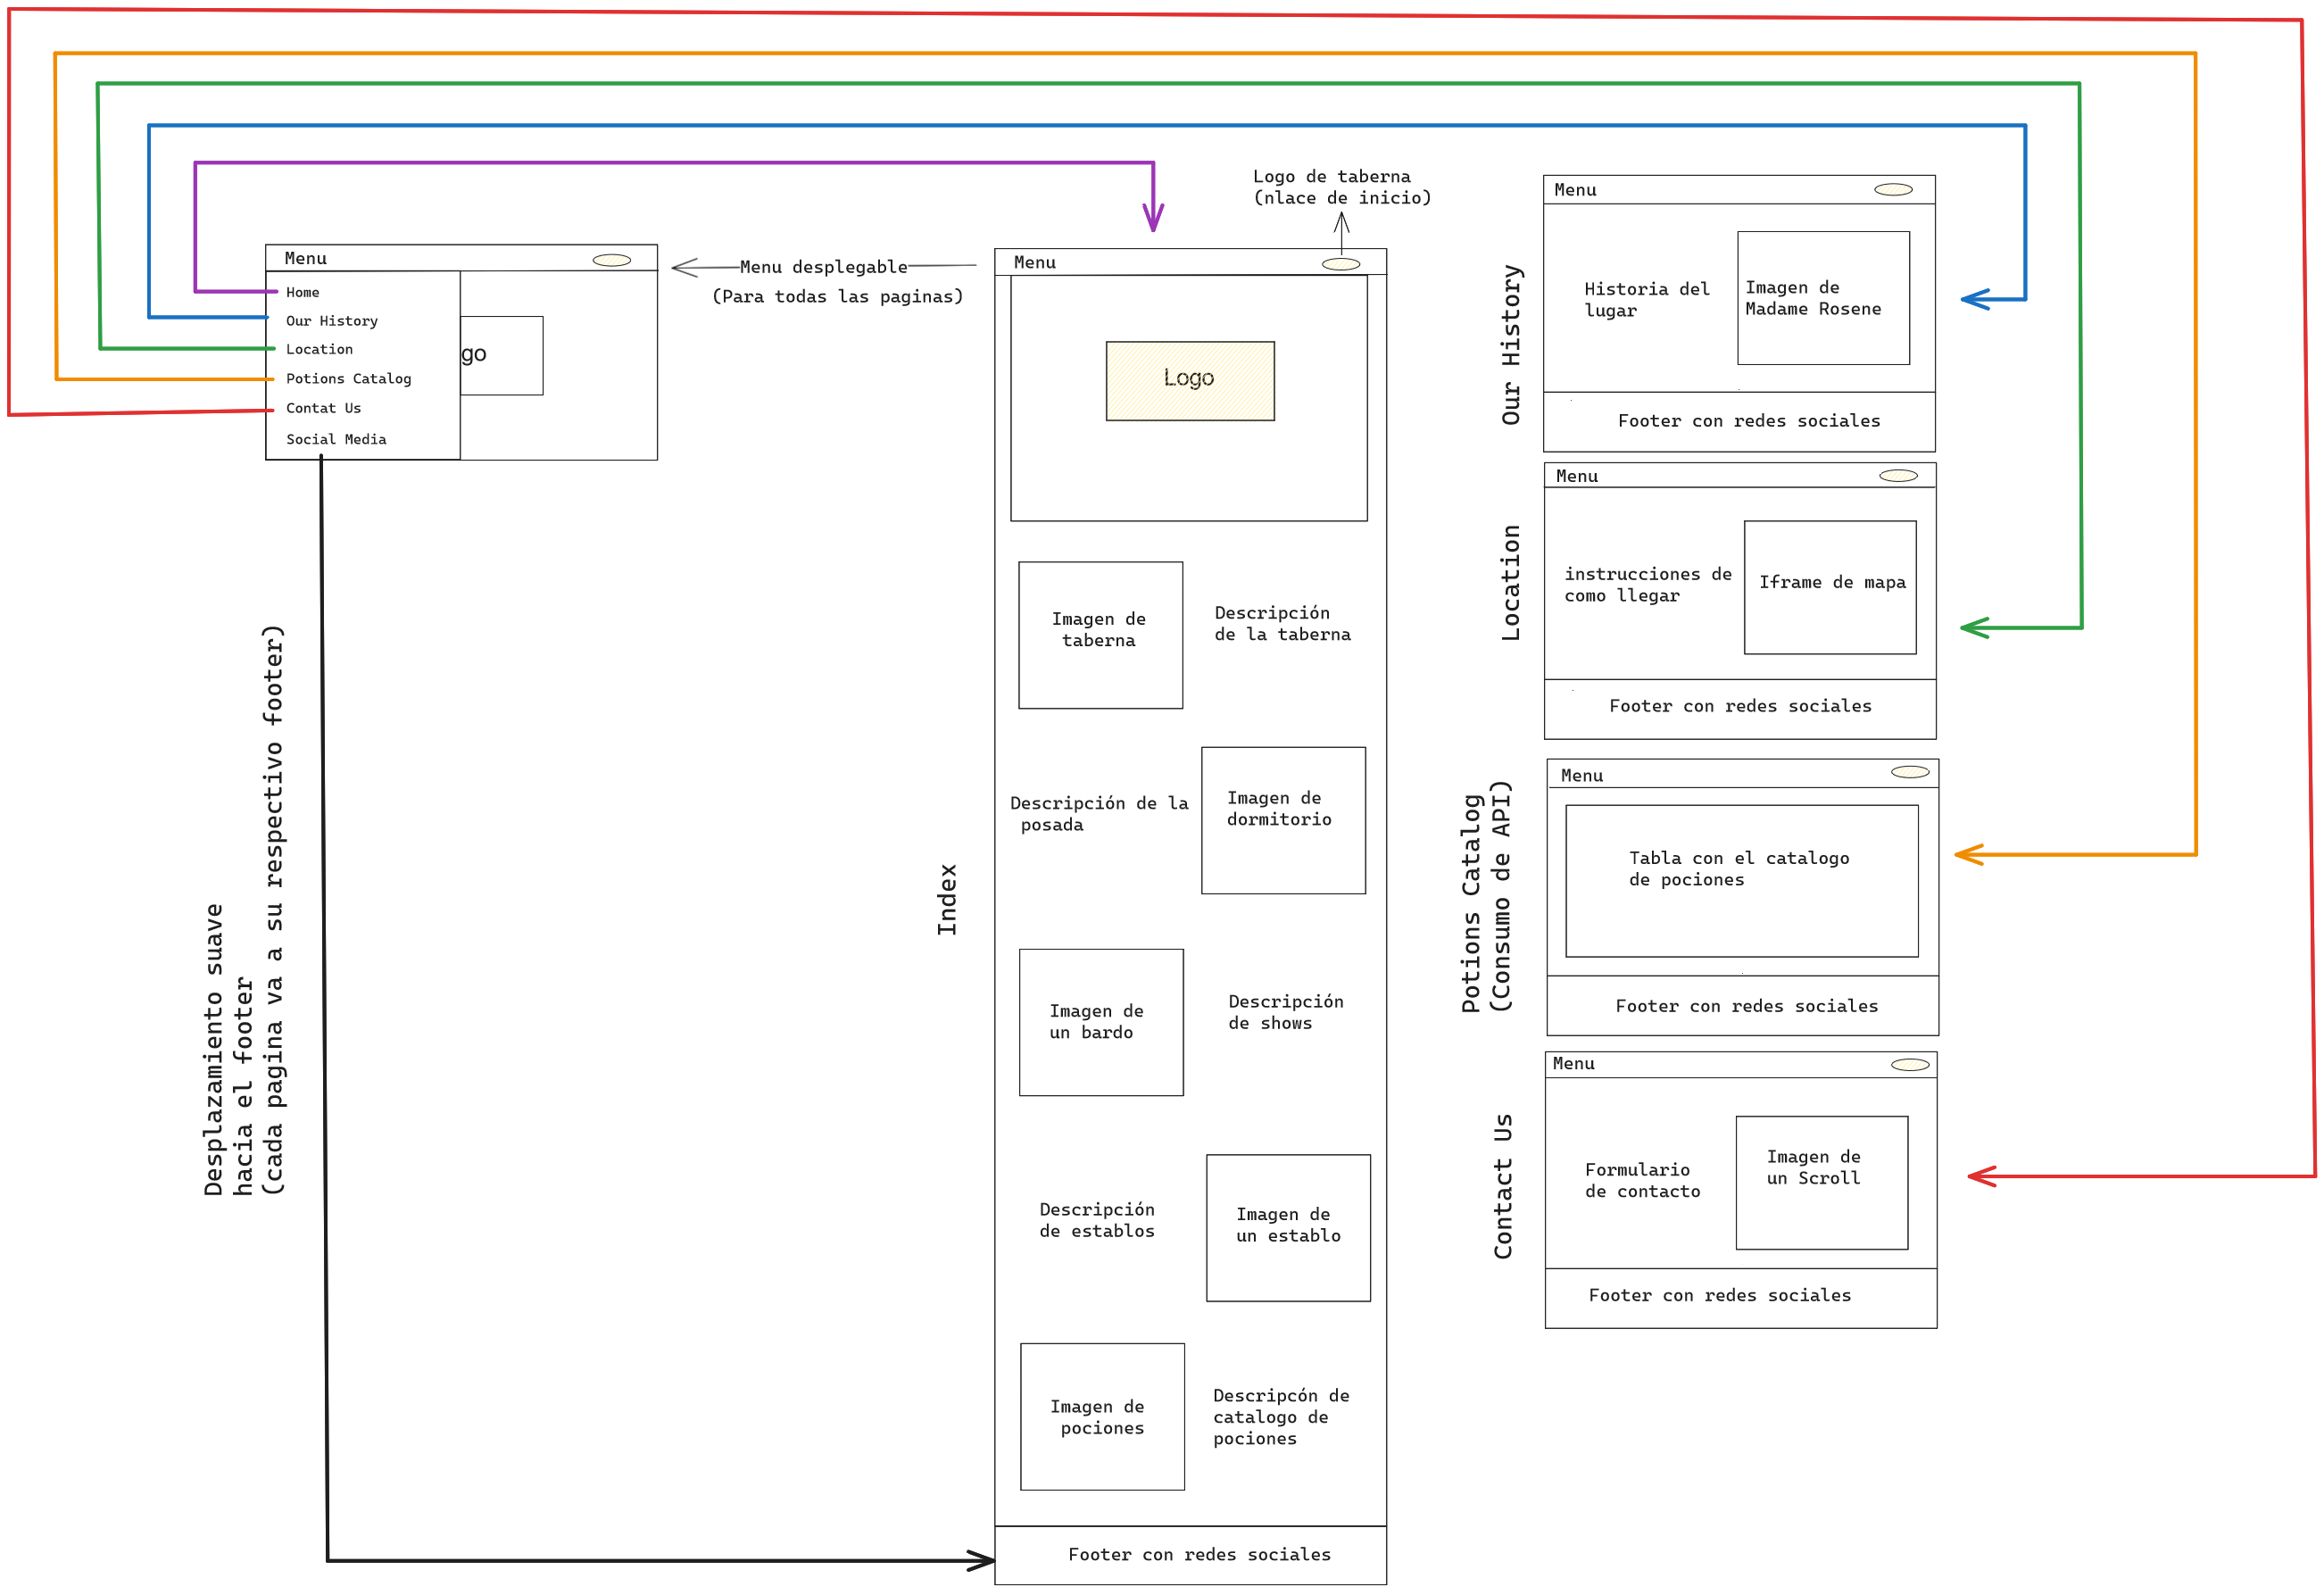 Logo de taberna
(nlace de inicio)
Menu
Home
Our History
Location
Potions Catalog
Contat Us
Social Media
go
Menu desplegable
(Para todas las paginas)
Desplazamiento suave
hacia el footer
(cada pagina va a su respectivo footer)
Index
Menu
Logo
Imagen de
taberna
Descripción
de la taberna
Descripción de la
posada
Imagen de
dormitorio
Imagen de
un bardo
Descripción
de shows
Descripción
de establos
Imagen de
un establo
Imagen de
pociones
Descripcón de
catalogo de
pociones
Footer con redes sociales
Our History
Menu
Historia del
lugar
Imagen de
Madame Rosene
Footer con redes sociales
Location
Menu
instrucciones de
como llegar
Iframe de mapa
Footer con redes sociales
Potions Catalog
(Consumo de API)
Menu
Tabla con el catalogo
de pociones
Footer con redes sociales
Contact Us
Menu
Formulario
de contacto
Imagen de
un Scroll
Footer con redes sociales